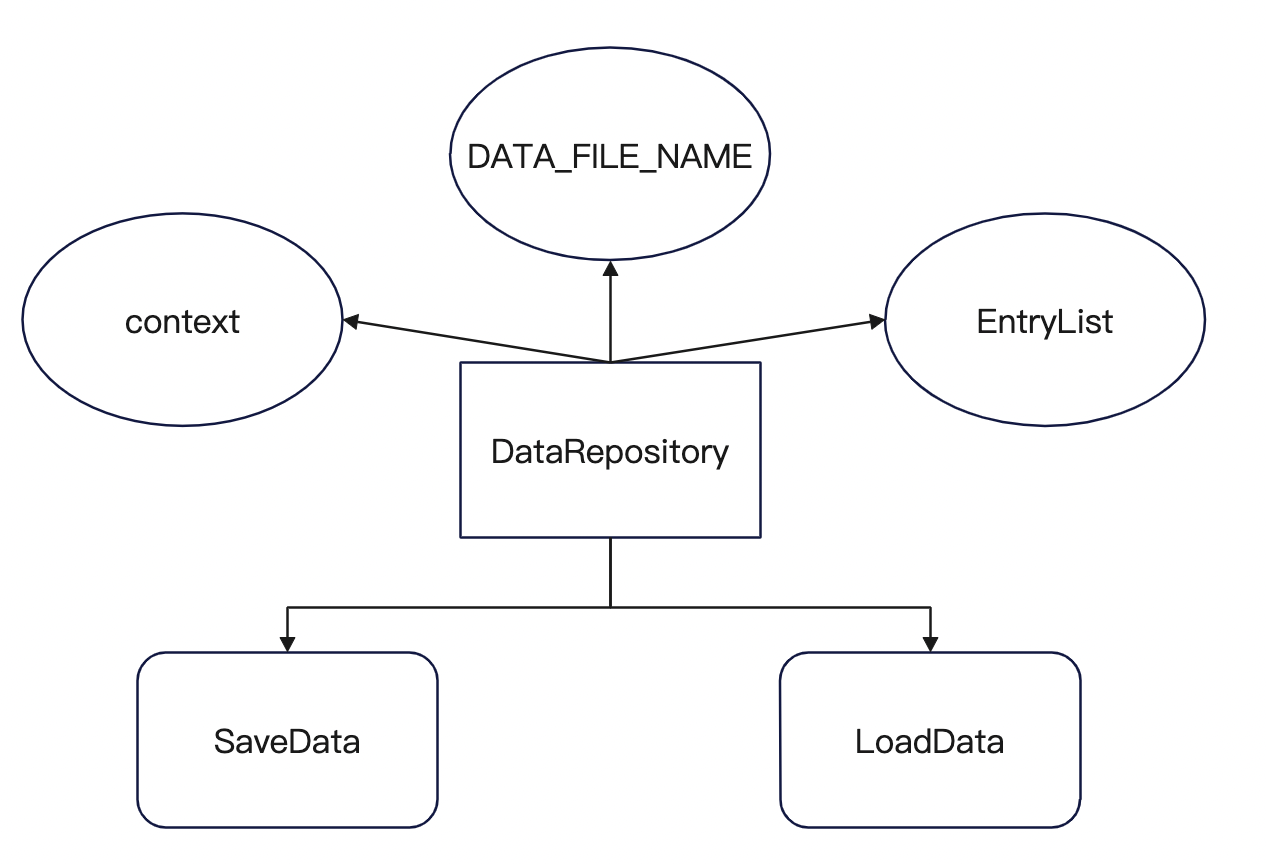 DATA_FILE_NAME
context
EntryList
DataRepository
SaveData
LoadData